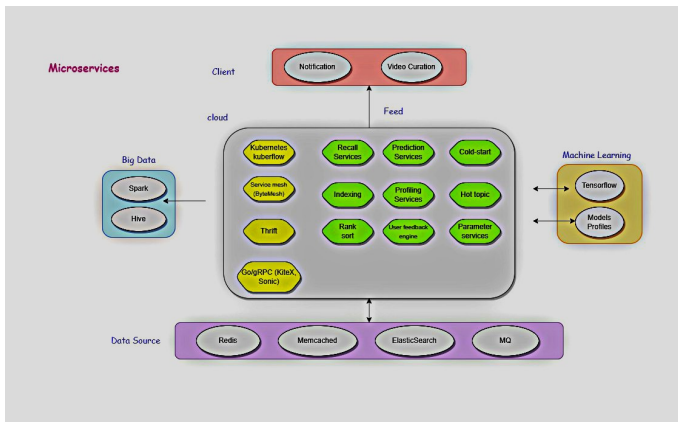 Microservices
Client
Notification
Video Curation
cloud
Feed
Kubernetes
kuberflow
Recall
Services
Prediction
Services
Cold-start
Big Data
Spark
Hive
Service mesh
(ByteMesh)
Indexing
Profiling
Services
Hot topic
Machine Learning
Tensorflow
Models
Profiles
Thrift
Rank
sort
User feedback
engine
Parameter
services
Go/gRPC (KiteX,
Sonic)
Data Source
Redis
Memcached
ElasticSearch
MQ